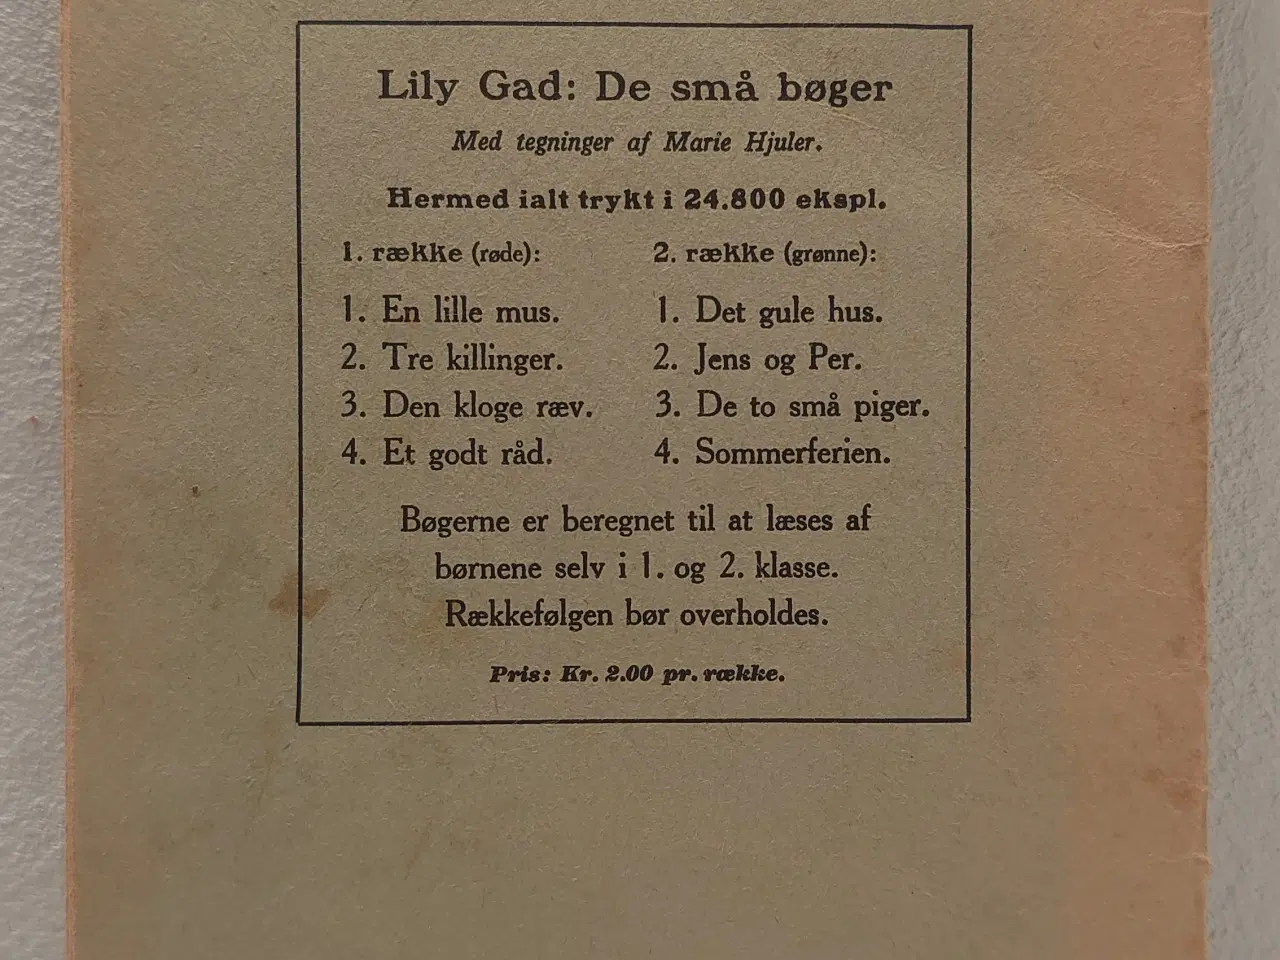 Lily Gad: De små bøger
Med tegninger af Marie Hjuler.
Hermed ialt trykt i 24.800 ekspl.
1. række (røde):
1. En lille mus.
2. Tre killinger.
3. Den kloge ræv.
4. Et godt råd.
2. række (grønne):
1. Det gule hus.
2. Jens og Per.
3. De to små piger.
4. Sommerferien.
Bøgerne er beregnet til at læses af
børnene selv i 1. og 2. klasse.
Rækkefølgen bør overholdes.
Pris: Kr. 2.00 pr. række.